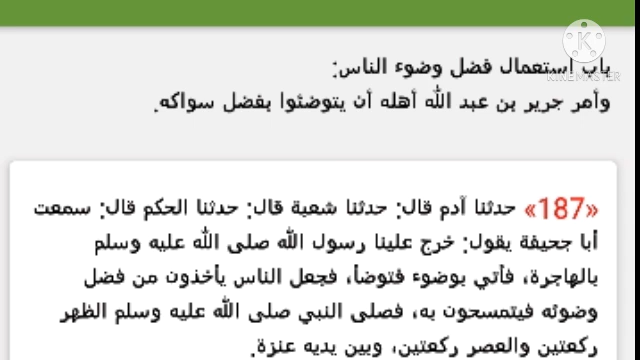 باب استعمال فضل وضوء الناس:
وأمر جرير بن عبد الله أهله أن يتوضئوا بفضل سواكه.
«187» حدثنا آدم قال: حدثنا شعبة قال: حدثنا الحكم قال: سمعت
أبا جحيفة يقول: خرج علينا رسول الله صلى الله عليه وسلم
بالهاجرة، فأتي بوضوء فتوضأ، فجعل الناس يأخذون من فضل
وضوئه فيتمسحون به، فصلى النبي صلى الله عليه وسلم الظهر
ركعتين والعصر ركعتين، وبين يديه عنزة.
KINEMASTER